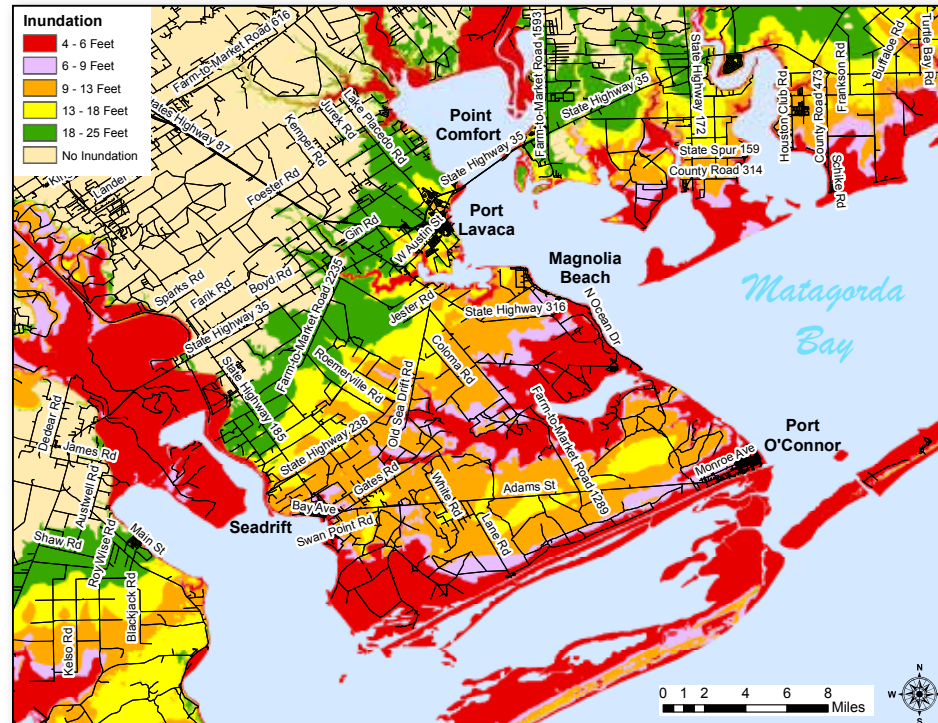 Inundation
4 - 6 Feet
6 - 9 Feet
9 - 13 Feet
13 - 18 Feet
18 - 25 Feet
No Inundation
Farm-to-Market Road 616
Highway 87
Lander
Kemper Rd
Jurek Rd
Lake Placedo Rd
Foester Rd
Point
Comfort
State Highway 35
Farm-to-Market Road 1593
State Highway 35
State Highway 172
State Spur 159
County Road 314
Houston Club Rd
County Road 473
Frankson Rd
Buffaloe Rd
Turtle Bay Rd
Schike Rd
Gin Rd
W Austin St
Port
Lavaca
Magnolia
Beach
Matagorda
Bay
Sparks Rd
Farik Rd
Boyd Rd
State Highway 35
Farm-to-Market Road 2235
Jester Rd
State Highway 316
N Ocean Dr
Coloma Rd
Roemerville Rd
Old Sea Drift Rd
State Highway 185
State Highway 238
Farm-to-Market Road 1289
Port
O'Connor
Monroe Ave
Dedear Rd
James Rd
Austwell Rd
Gates Rd
White Rd
Adams St
Bay Ave
Seadrift
Swan Point Rd
Lane Rd
Main St
Shaw Rd
Roy Wise Rd
Blackjack Rd
Kelso Rd
0 1 2 4 6 8
Miles
N
W E
S